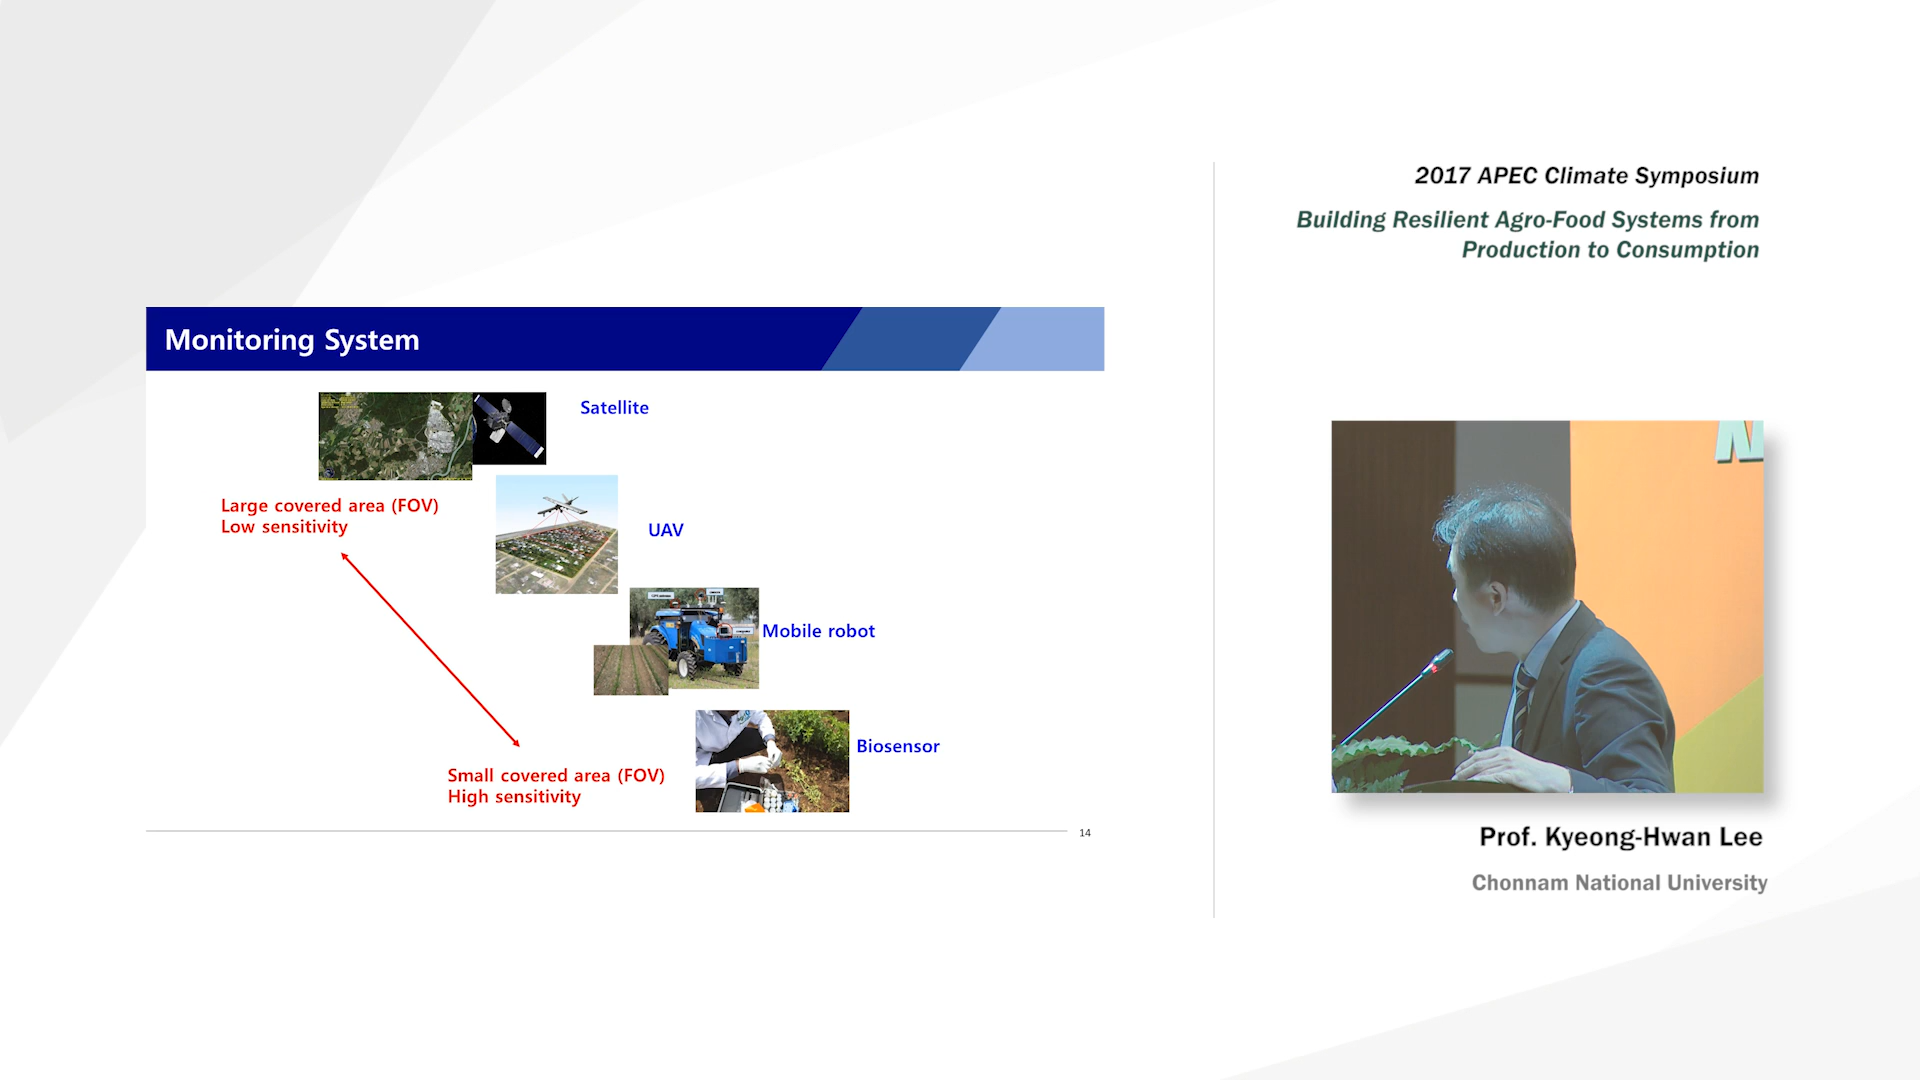 2017 APEC Climate Symposium
Building Resilient Agro-Food Systems from
Production to Consumption
Monitoring System
Satellite
Large covered area (FOV)
Low sensitivity
UAV
Mobile robot
Biosensor
Small covered area (FOV)
High sensitivity
14
Prof. Kyeong-Hwan Lee
Chonnam National University